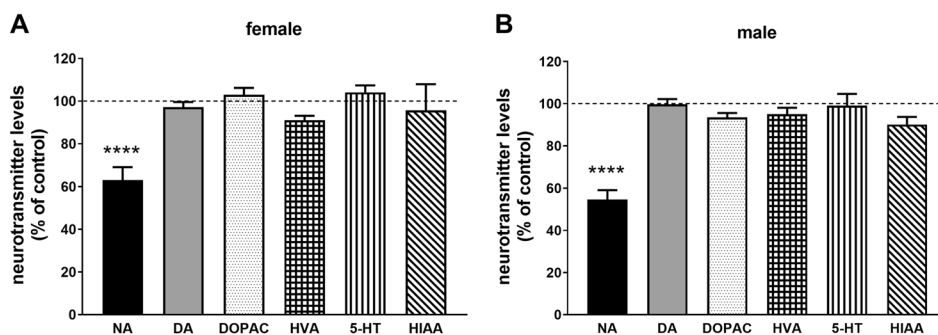 A
female
neurotransmitter levels
(% of control)
120
100
80
60
40
20
0
****
NA DA DOPAC HVA 5-HT HIAA
B
male
neurotransmitter levels
(% of control)
120
100
80
60
40
20
0
****
NA DA DOPAC HVA 5-HT HIAA